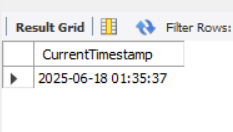 Result Grid Filter Rows:
CurrentTimestamp
2025-06-18 01:35:37